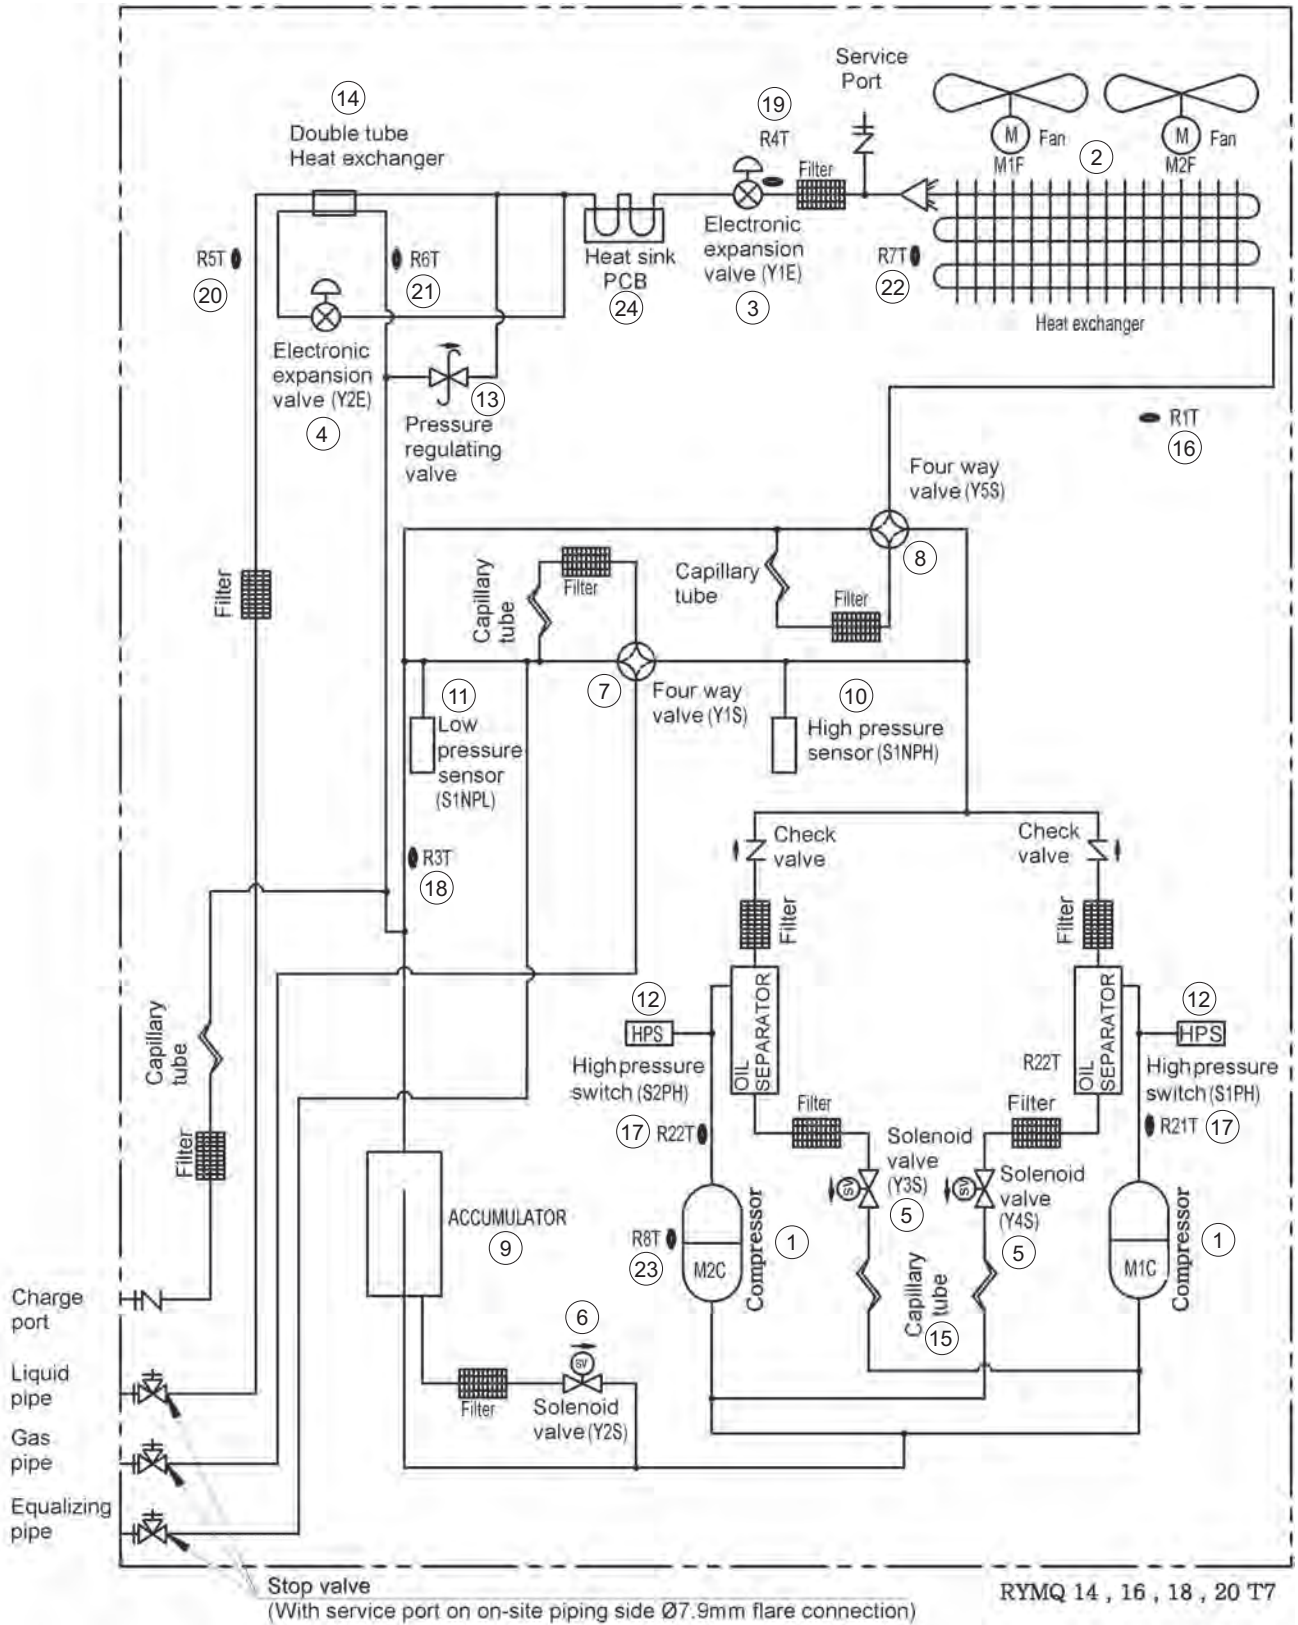 Service
Port
14
Double tube
Heat exchanger
19
R4T
Filter
M
Fan
M1F
2
M
Fan
M2F
R5T
20
R6T
21
Heat sink
PCB
24
Electronic
expansion
valve (Y1E)
3
R7T
22
Heat exchanger
Electronic
expansion
valve (Y2E)
4
13
Pressure
regulating
valve
R1T
16
Four way
valve (Y5S)
8
Filter
Capillary
tube
Filter
Capillary
tube
Filter
7
Four way
valve (Y1S)
11
Low
pressure
sensor
(S1NPL)
10
High pressure
sensor (S1NPH)
R3T
18
Check
valve
Check
valve
Filter
Filter
12
HPS
High pressure
switch (S2PH)
OIL
SEPARATOR
R22T
OIL
SEPARATOR
12
HPS
High pressure
switch (S1PH)
Capillary
tube
Filter
17
R22T
Filter
Filter
R21T
17
Solenoid
valve
(Y3S)
5
SV
SV
Solenoid
valve
(Y4S)
5
ACCUMULATOR
9
R8T
23
M2C
Compressor
1
M1C
Compressor
1
Capillary
tube
15
6
SV
Filter
Solenoid
valve (Y2S)
Charge
port
Liquid
pipe
Gas
pipe
Equalizing
pipe
Stop valve
(With service port on on-site piping side Ø7.9mm flare connection)
RYMQ 14 , 16 , 18 , 20 T7